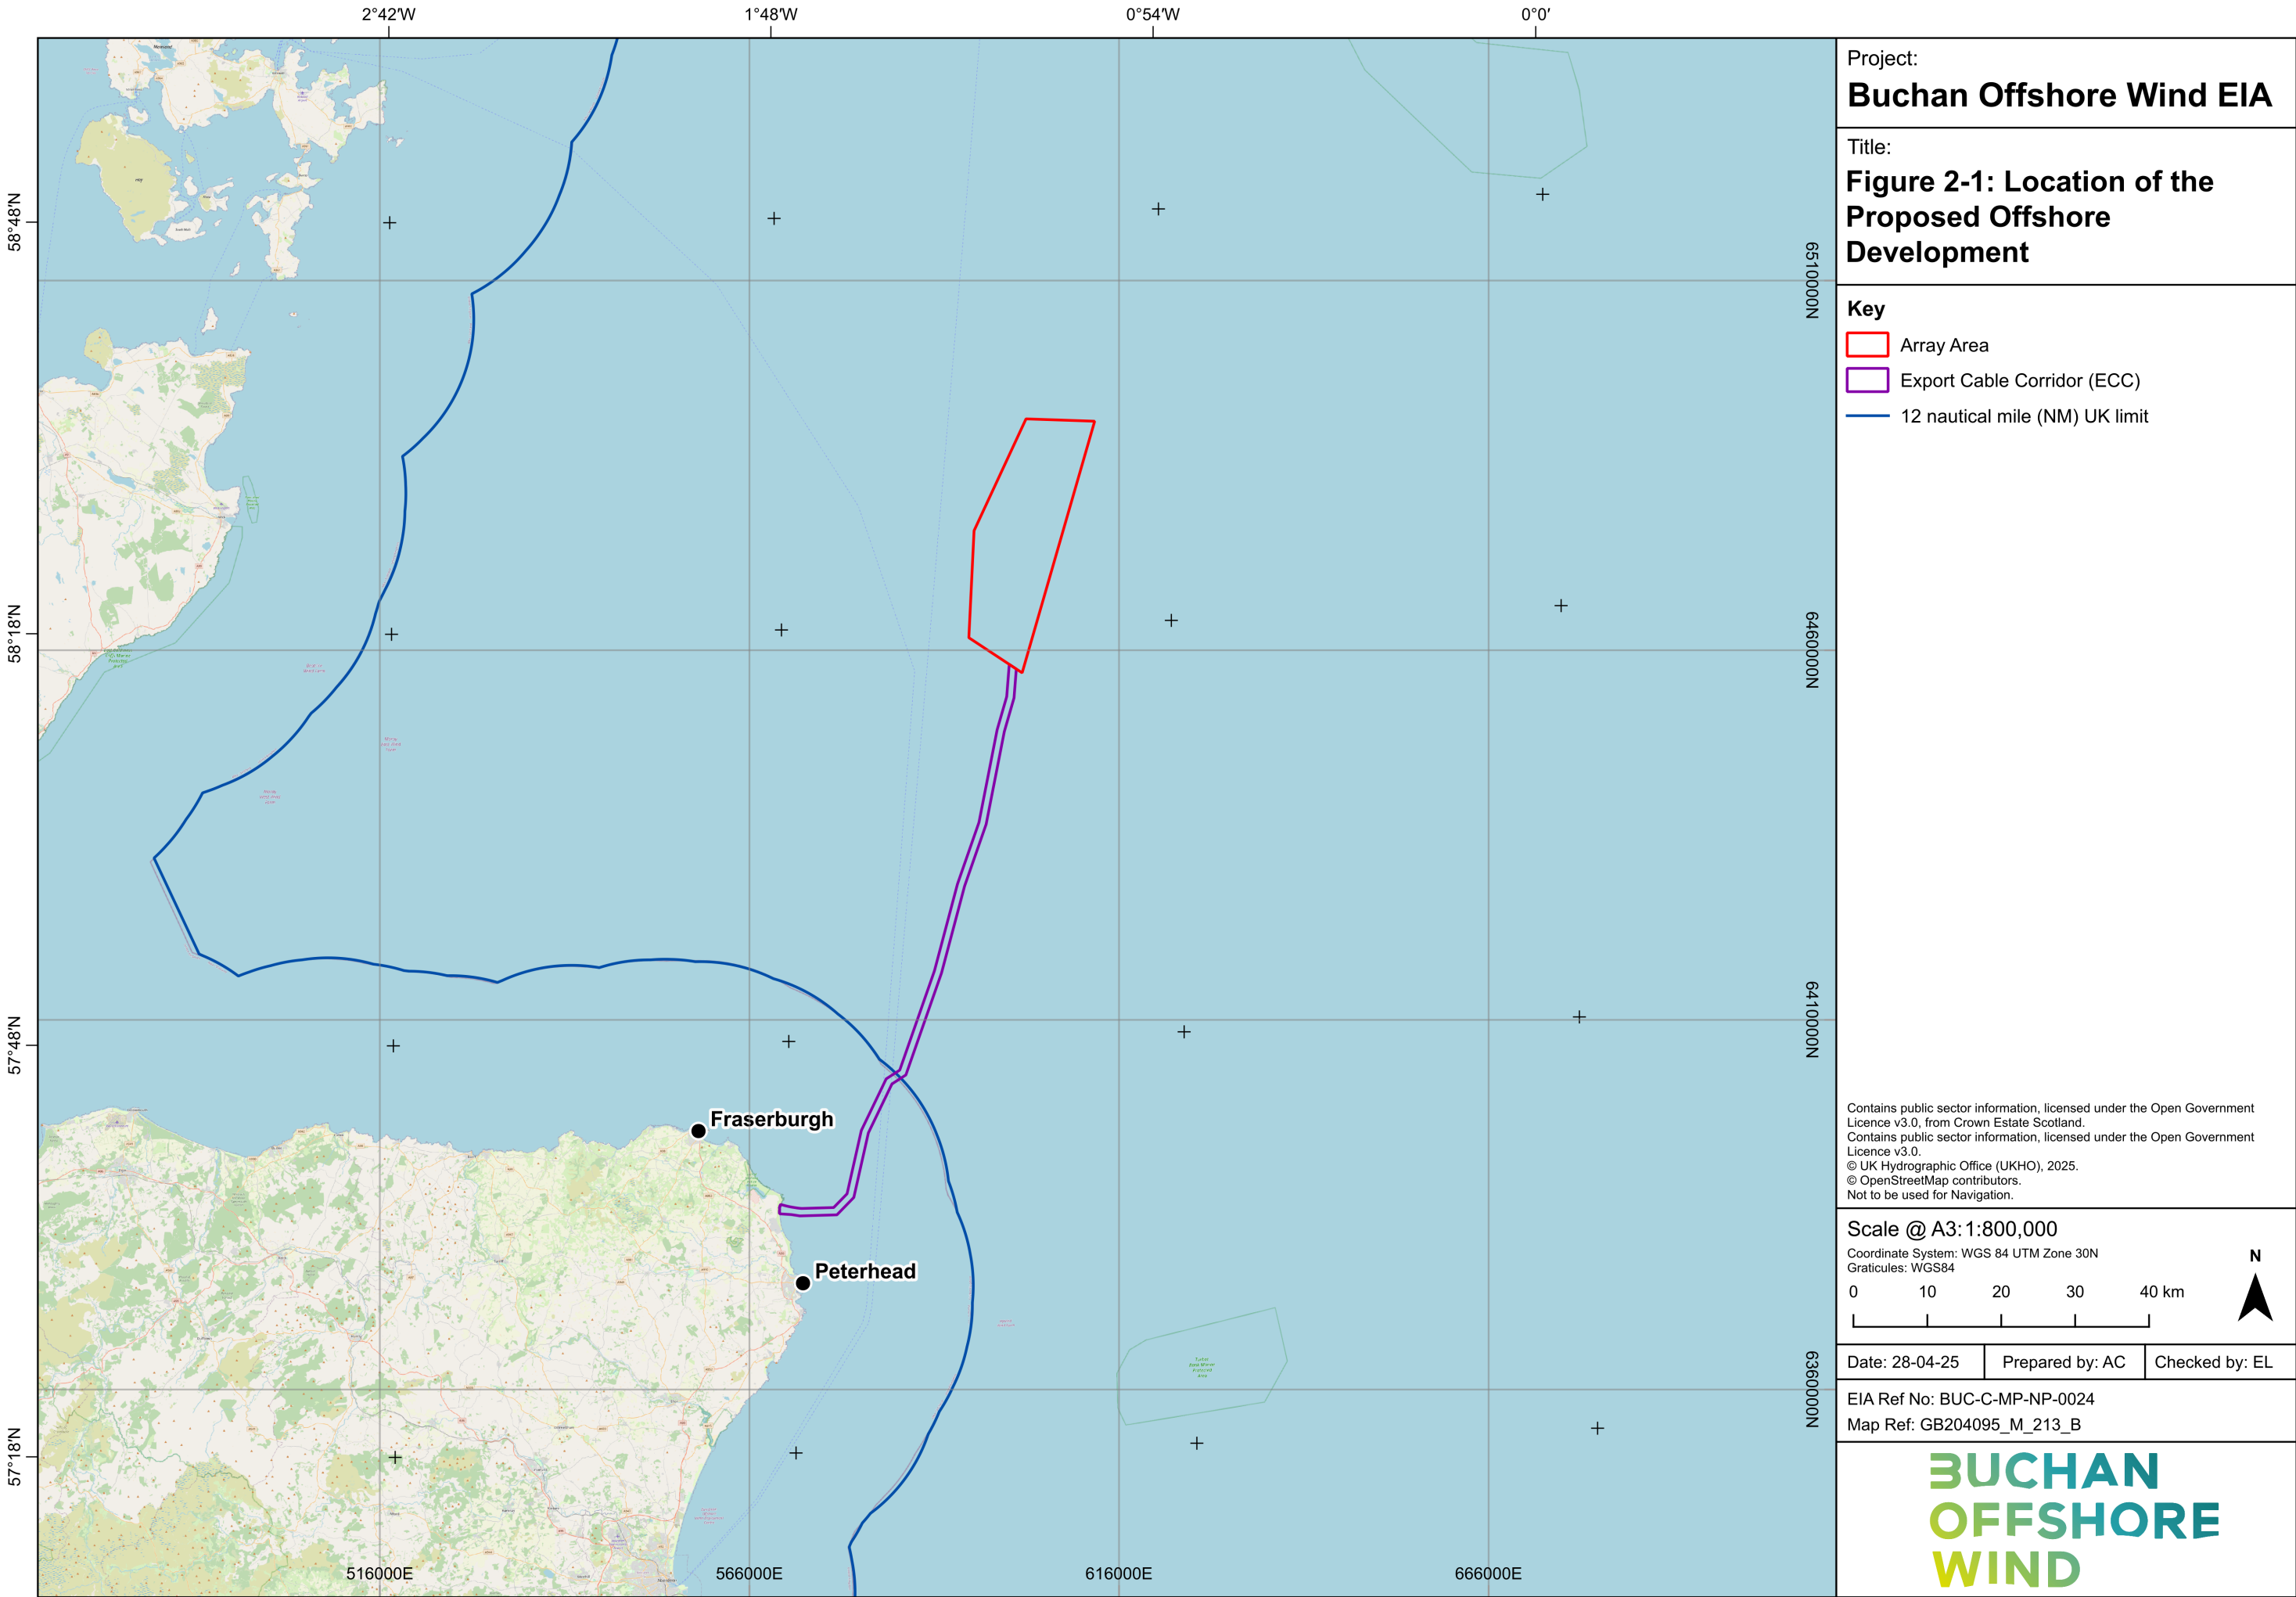 2°42'W
1°48'W
0°54'W
0°0'
58°48'N
58°18'N
57°48'N
57°18'N
6510000N
6460000N
6410000N
6360000N
516000E
566000E
616000E
666000E
Fraserburgh
Peterhead
Project:
Buchan Offshore Wind EIA
Title:
Figure 2-1: Location of the
Proposed Offshore
Development
Key
Array Area
Export Cable Corridor (ECC)
12 nautical mile (NM) UK limit
Contains public sector information, licensed under the Open Government
Licence v3.0, from Crown Estate Scotland.
Contains public sector information, licensed under the Open Government
Licence v3.0.
© UK Hydrographic Office (UKHO), 2025.
© OpenStreetMap contributors.
Not to be used for Navigation.
Scale @ A3:1:800,000
Coordinate System: WGS 84 UTM Zone 30N
Graticules: WGS84
N
0 10 20 30 40 km
Date: 28-04-25
Prepared by: AC
Checked by: EL
EIA Ref No: BUC-C-MP-NP-0024
Map Ref: GB204095_M_213_B
BUCHAN
OFFSHORE
WIND